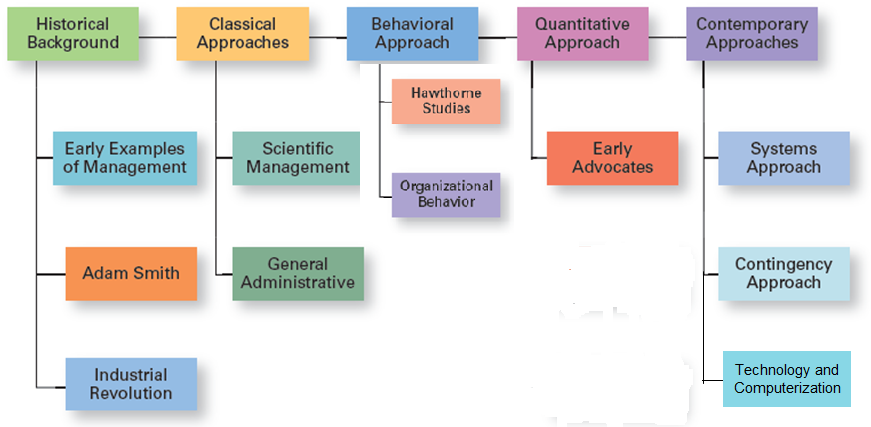 Historical
Background
Classical
Approaches
Behavioral
Approach
Quantitative
Approach
Contemporary
Approaches
Hawthorne
Studies
Early Examples
of Management
Scientific
Management
Organizational
Behavior
Early
Advocates
Systems
Approach
Adam Smith
General
Administrative
Contingency
Approach
Industrial
Revolution
Technology and
Computerization